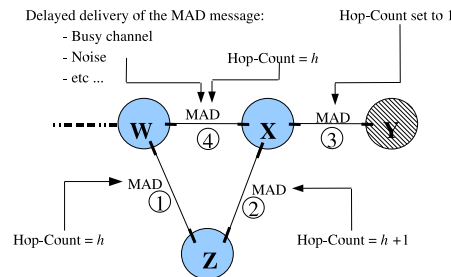 Delayed delivery of the MAD message:
- Busy channel
- Noise
- etc ...
Hop-Count = h
Hop-Count set to 1
MAD
MAD
W
X
Y
4
3
MAD
1
MAD
2
Hop-Count = h
Z
Hop-Count = h +1